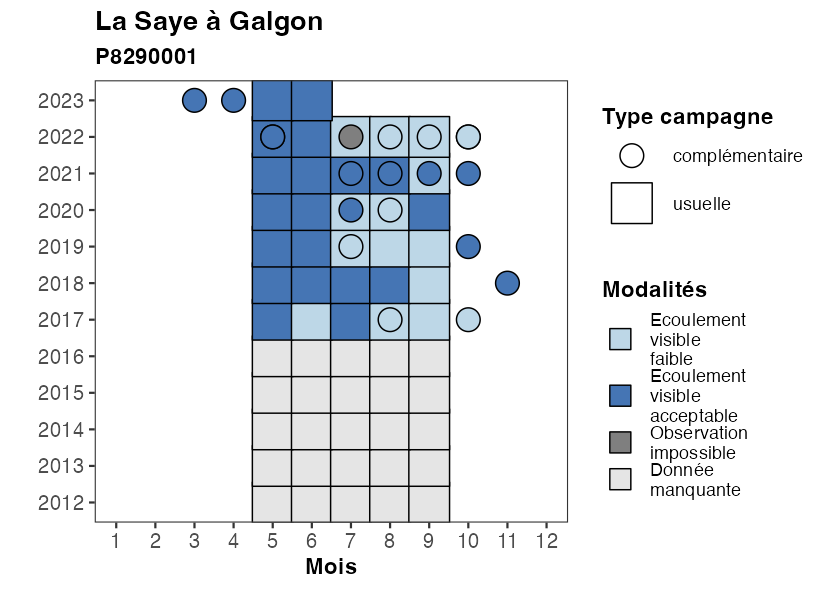 La Saye à Galgon
P8290001
2023
2022
2021
2020
2019
2018
2017
2016
2015
2014
2013
2012
1 2 3 4 5 6 7 8 9 10 11 12
Mois
Type campagne
complémentaire
usuelle
Modalités
Ecoulement
visible
faible
Ecoulement
visible
acceptable
Observation
impossible
Donnée
manquante